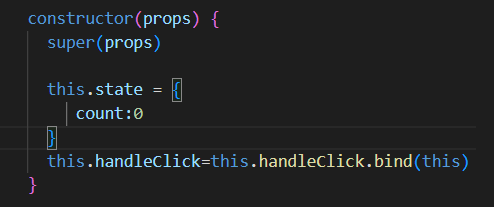 constructor(props) {
super(props)
this.state = {
count:0
}
this.handleClick=this.handleClick.bind(this)
}